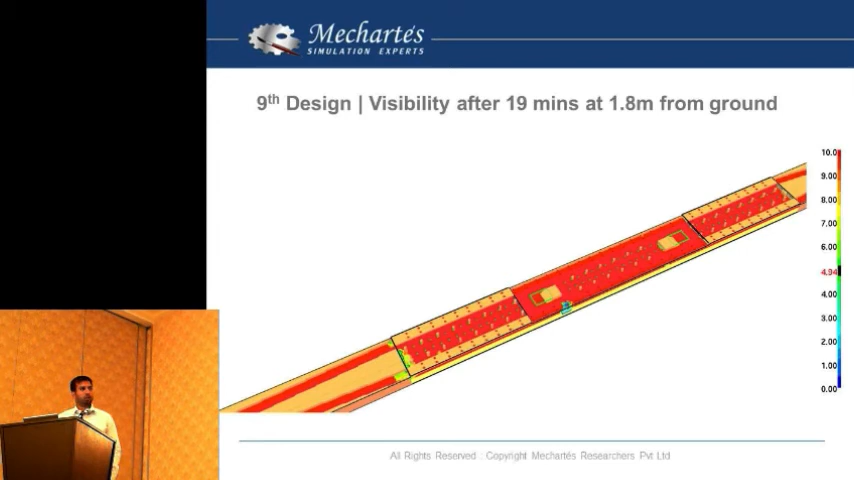 Mechartés
SIMULATION EXPERTS
9th Design | Visibility after 19 mins at 1.8m from ground
10.0
9.00
8.00
7.00
6.00
4.94
4.00
3.00
2.00
1.00
0.00
All Rights Reserved : Copyright Mechartés Researchers Pvt Ltd